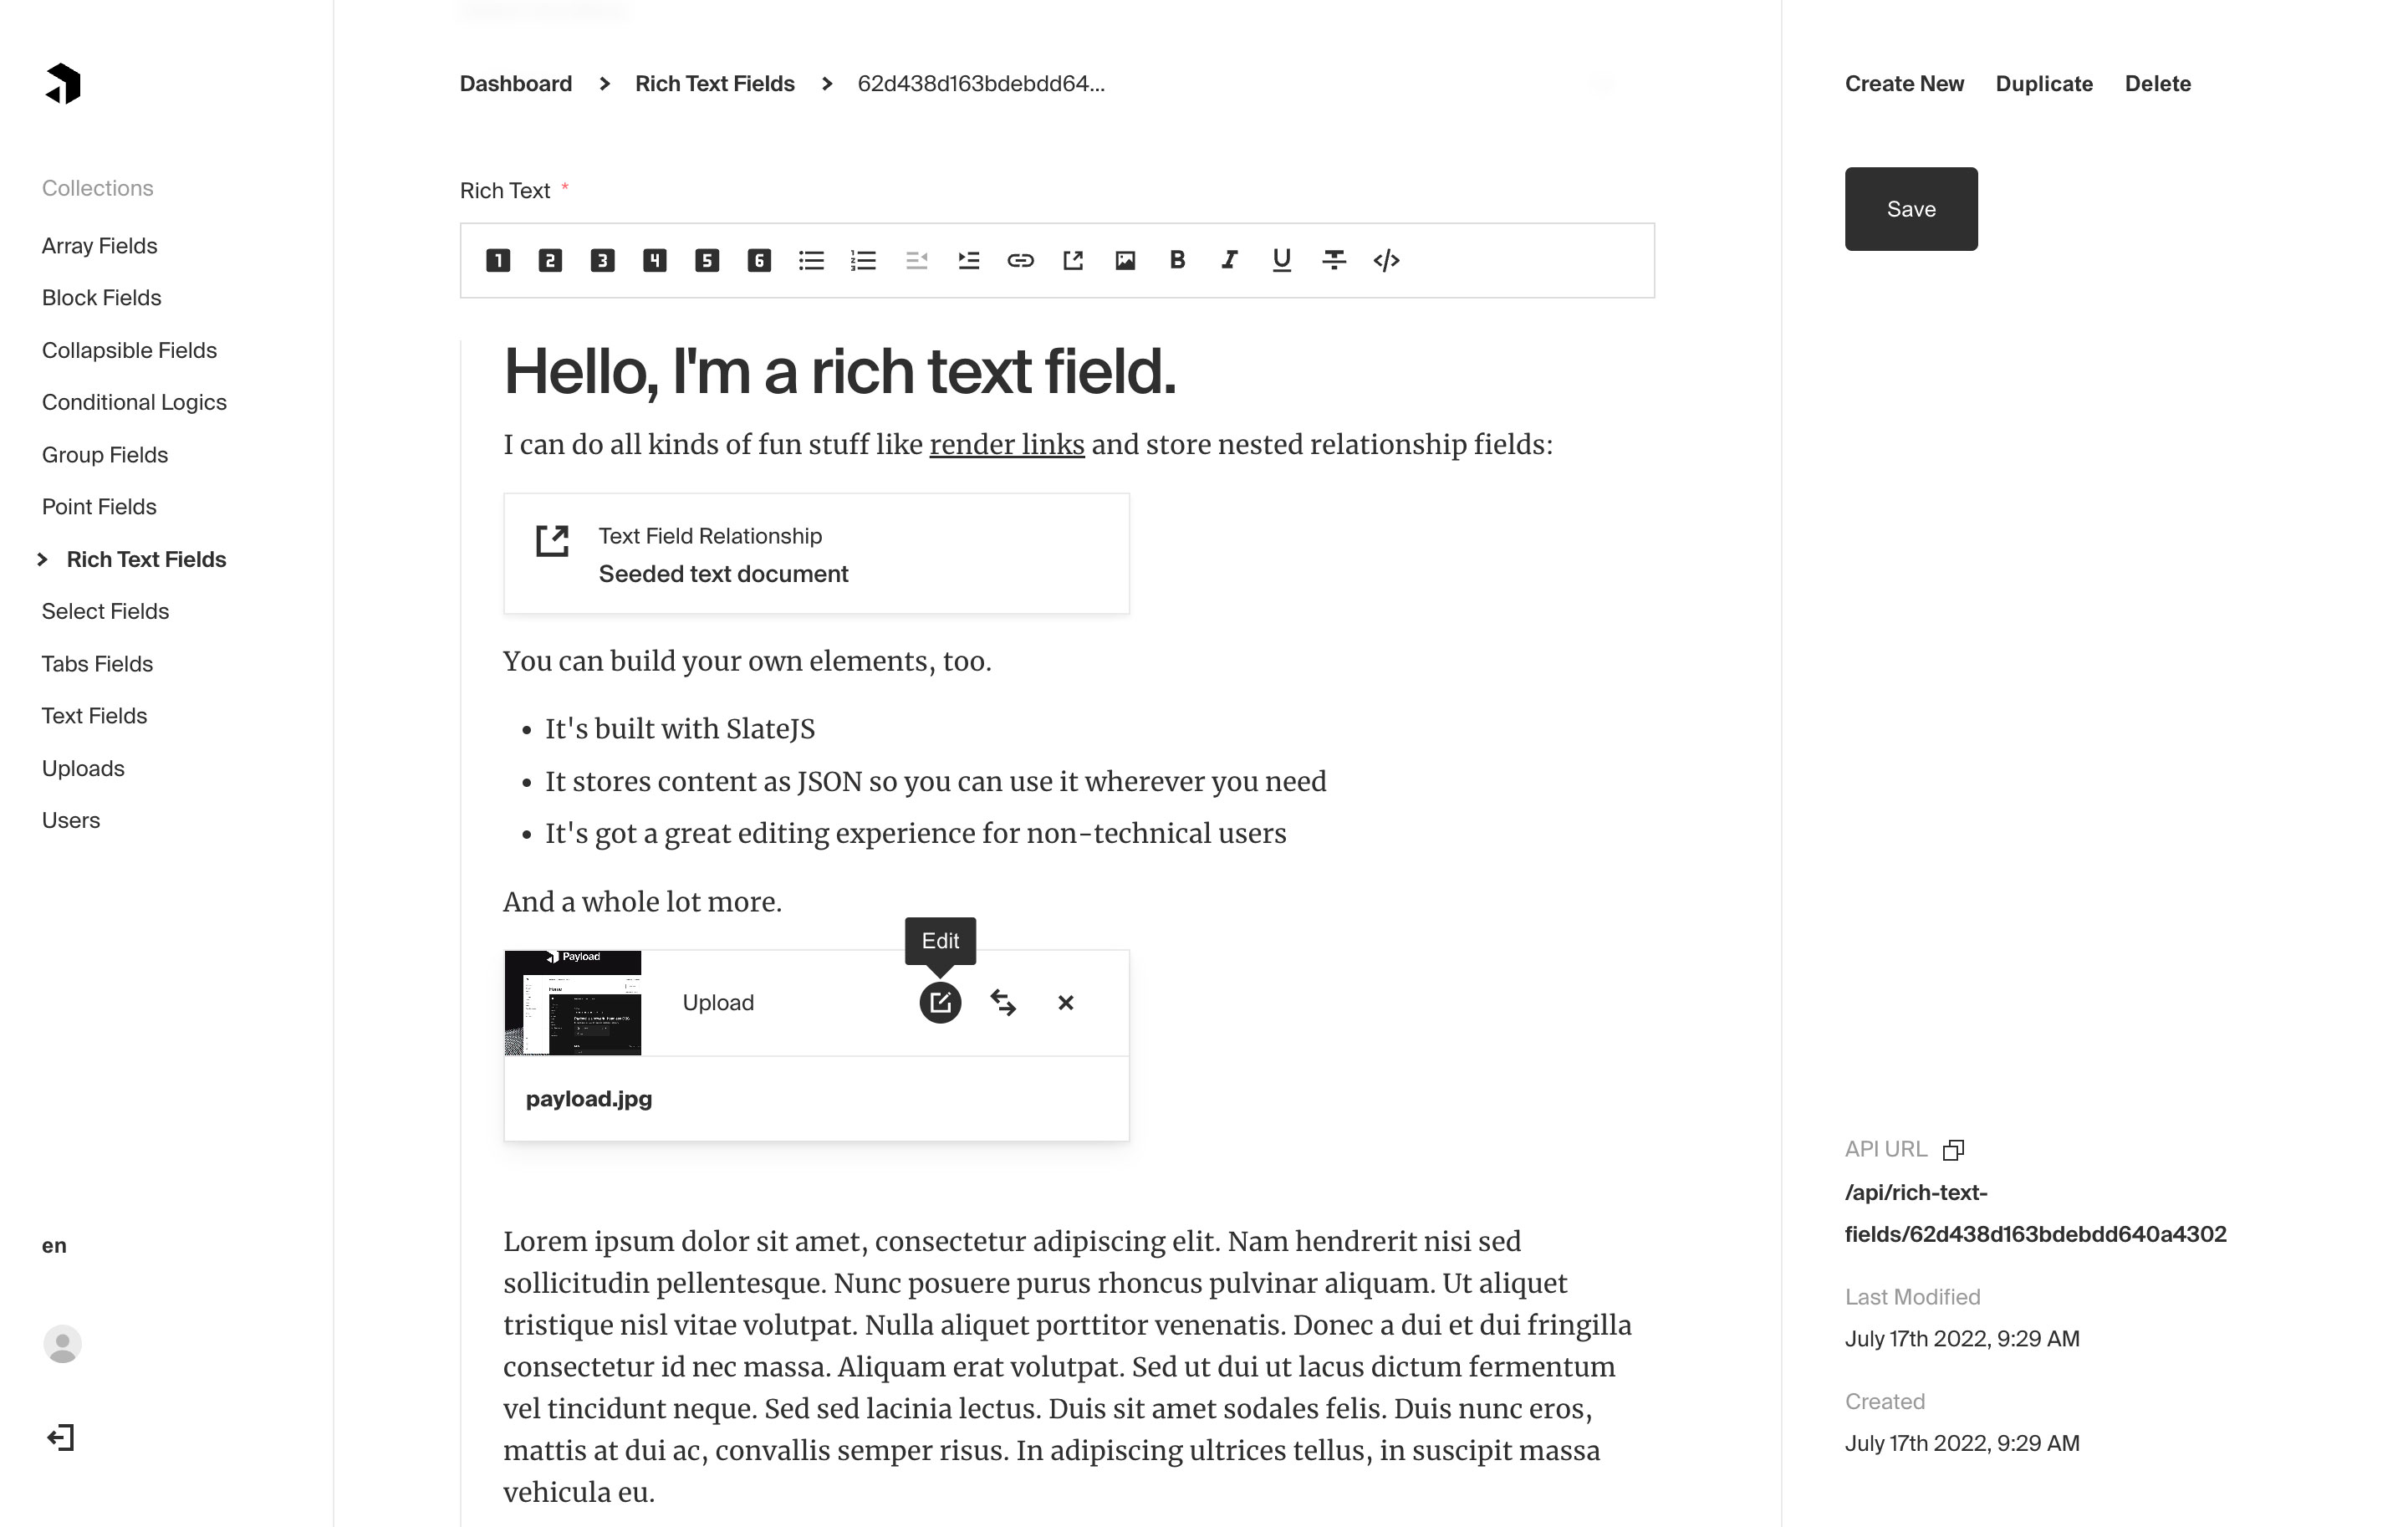 Dashboard > Rich Text Fields > 62d438d163bdebdd64...
Create New Duplicate Delete
Collections
Array Fields
Block Fields
Collapsible Fields
Conditional Logics
Group Fields
Point Fields
> Rich Text Fields
Select Fields
Tabs Fields
Text Fields
Uploads
Users
en
Rich Text *
1 2 3 4 5 6 B I U </>
Hello, I'm a rich text field.
I can do all kinds of fun stuff like render links and store nested relationship fields:
Text Field Relationship
Seeded text document
You can build your own elements, too.
• It's built with SlateJS
• It stores content as JSON so you can use it wherever you need
• It's got a great editing experience for non-technical users
And a whole lot more.
Edit
Payload
Upload
payload.jpg
Lorem ipsum dolor sit amet, consectetur adipiscing elit. Nam hendrerit nisi sed
sollicitudin pellentesque. Nunc posuere purus rhoncus pulvinar aliquam. Ut aliquet
tristique nisl vitae volutpat. Nulla aliquet porttitor venenatis. Donec a dui et dui fringilla
consectetur id nec massa. Aliquam erat volutpat. Sed ut dui ut lacus dictum fermentum
vel tincidunt neque. Sed sed lacinia lectus. Duis sit amet sodales felis. Duis nunc eros,
mattis at dui ac, convallis semper risus. In adipiscing ultrices tellus, in suscipit massa
vehicula eu.
Save
API URL
/api/rich-text-
fields/62d438d163bdebdd640a4302
Last Modified
July 17th 2022, 9:29 AM
Created
July 17th 2022, 9:29 AM